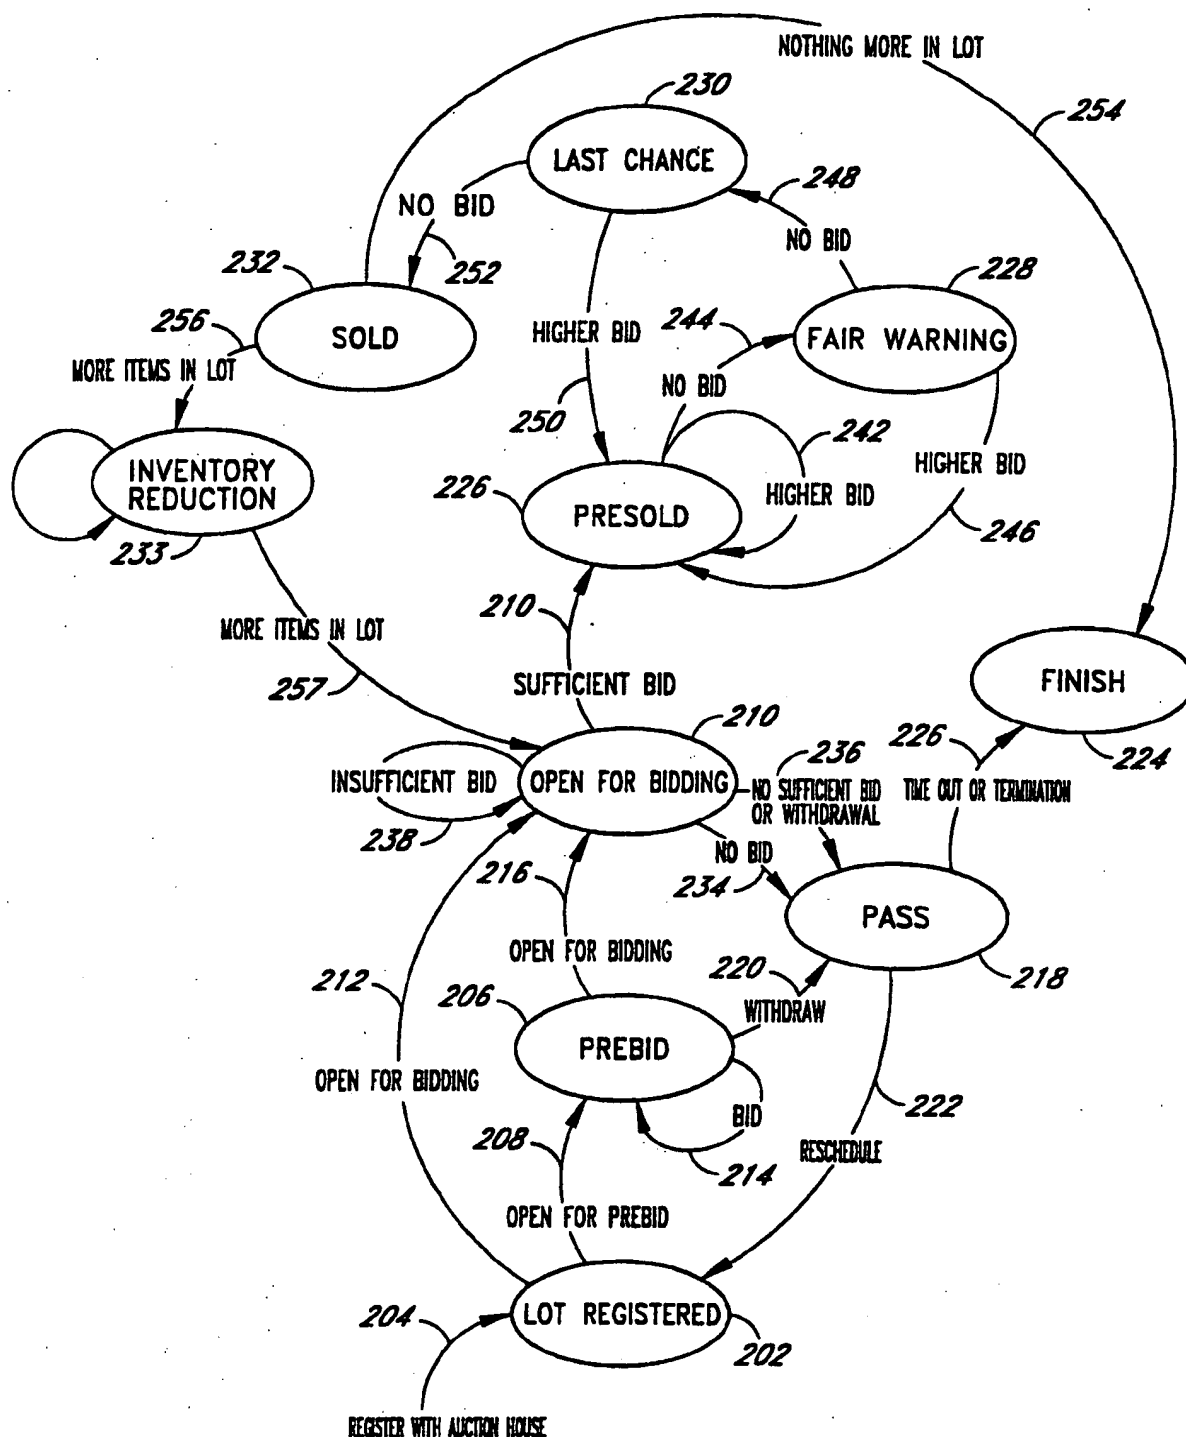 NOTHING MORE IN LOT
230
254
LAST CHANCE
248
NO BID
NO BID
252
232
228
256
SOLD
HIGHER BID
244
FAIR WARNING
MORE ITEMS IN LOT
NO BID
250
242
INVENTORY
REDUCTION
226
HIGHER BID
HIGHER BID
PRESOLD
233
246
210
MORE ITEMS IN LOT
257
SUFFICIENT BID
FINISH
210
226
224
236
INSUFFICIENT BID
OPEN FOR BIDDING
NO SUFFICIENT BID
OR WITHDRAWAL
TIME OUT OR TERMINATION
238
NO BID
216
234
PASS
OPEN FOR BIDDING
212
206
220
218
WITHDRAW
PREBID
OPEN FOR BIDDING
BID
222
208
214
RESCHEDULE
OPEN FOR PREBID
204
LOT REGISTERED
202
REGISTER WITH AUCTION HOUSE